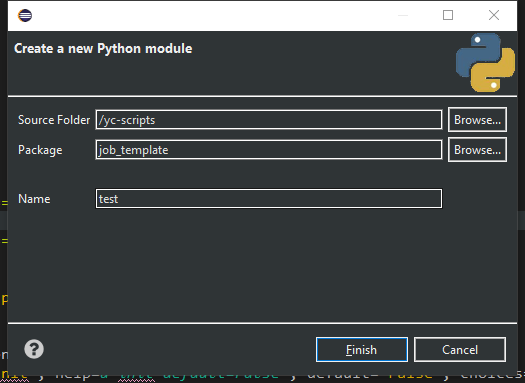 Create a new Python module
Source Folder /yc-scripts Browse...
Package job_template Browse...
Name test
Finish Cancel